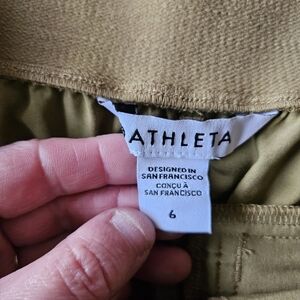 ATHLETA
DESIGNED IN
SAN FRANCISCO
CONÇU À
SAN FRANCISCO
6